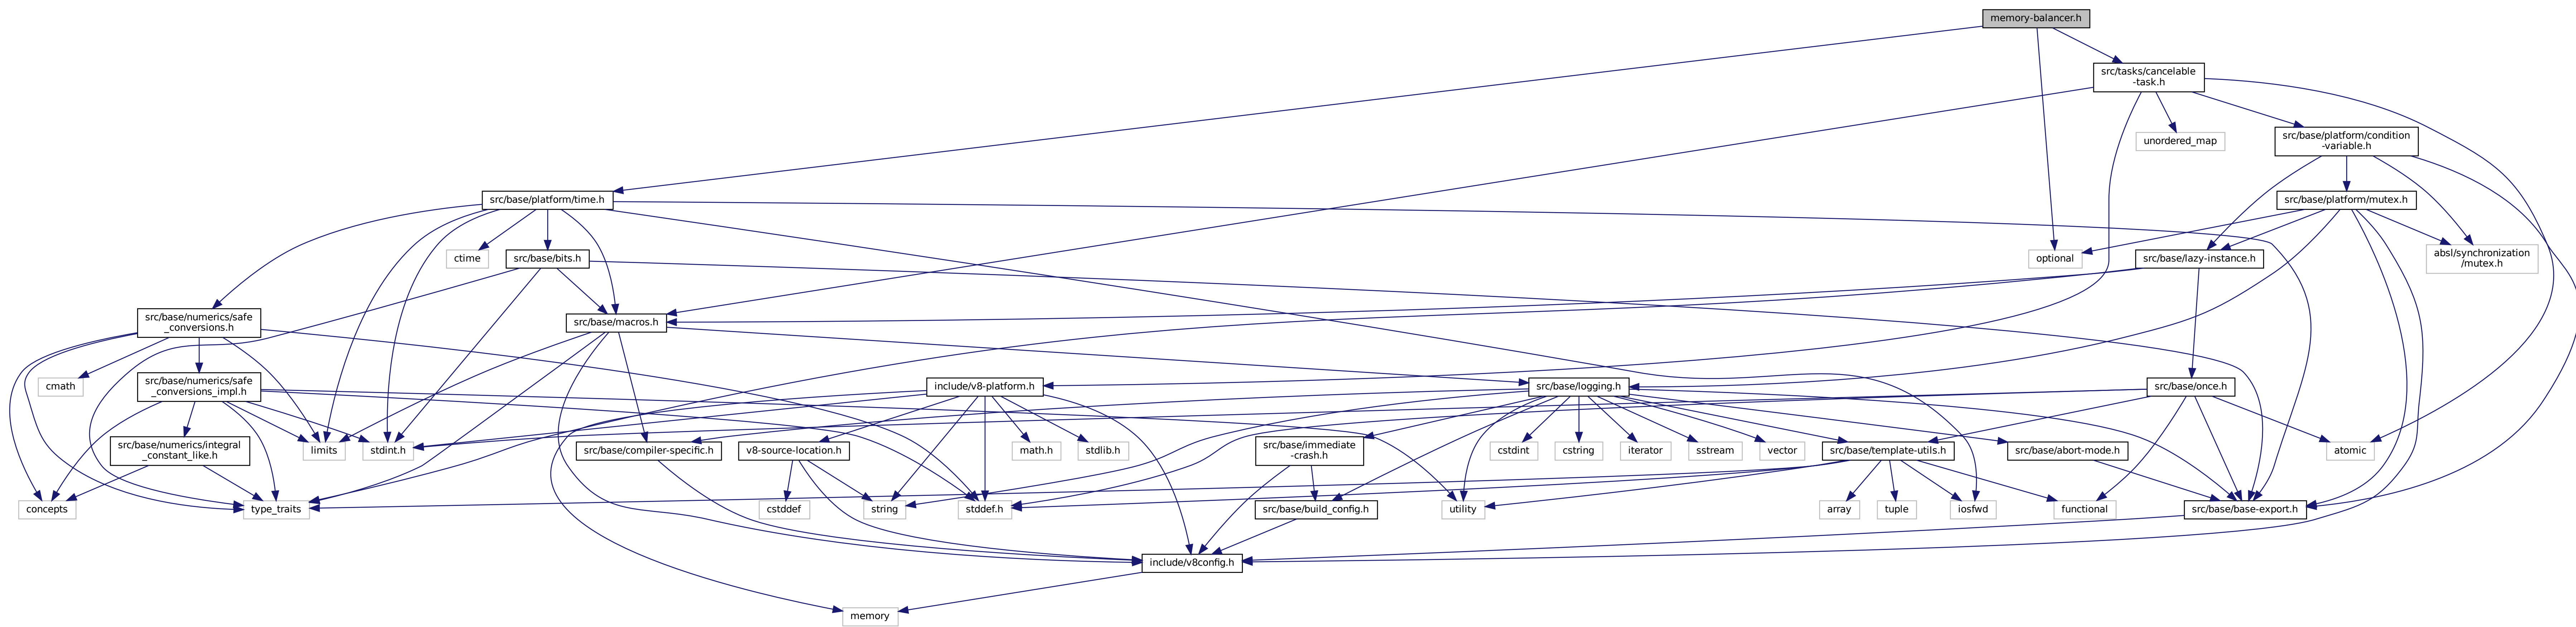 memory-balancer.h
src/tasks/cancelable
-task.h
unordered_map
src/base/platform/condition
-variable.h
src/base/platform/time.h
src/base/platform/mutex.h
ctime
src/base/bits.h
optional
src/base/lazy-instance.h
absl/synchronization
/mutex.h
src/base/numerics/safe
_conversions.h
src/base/macros.h
cmath
src/base/numerics/safe
_conversions_impl.h
include/v8-platform.h
src/base/logging.h
src/base/once.h
src/base/numerics/integral
_constant_like.h
limits
stdint.h
src/base/compiler-specific.h
v8-source-location.h
math.h
stdlib.h
src/base/immediate
-crash.h
cstdint
cstring
iterator
sstream
vector
src/base/template-utils.h
src/base/abort-mode.h
atomic
concepts
type_traits
cstddef
string
stddef.h
src/base/build_config.h
utility
array
tuple
iosfwd
functional
src/base/base-export.h
include/v8config.h
memory